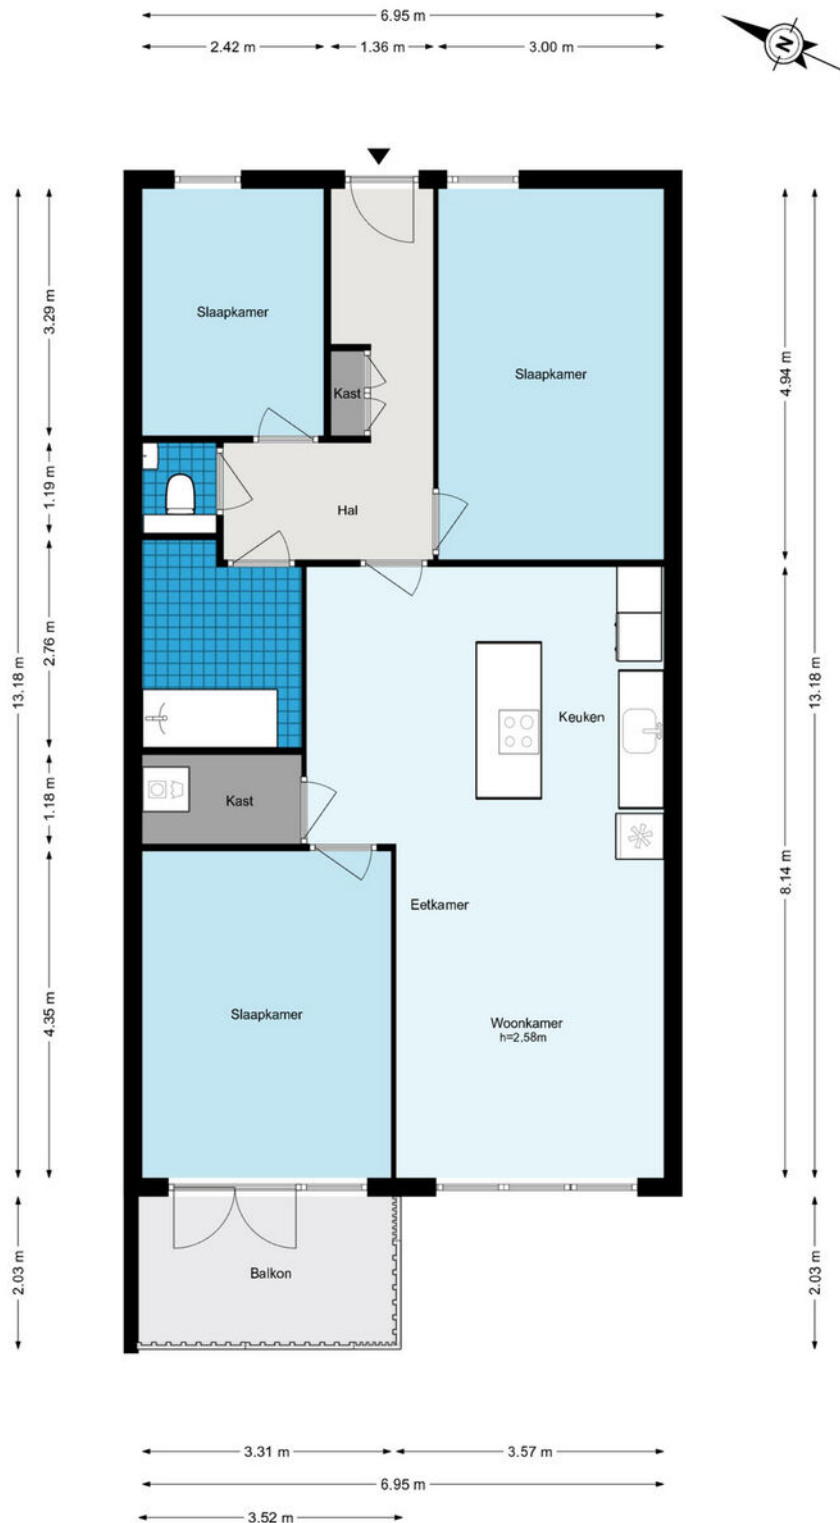 6.95 m
2.42 m
1.36 m
3.00 m
N
3.29 m
Slaapkamer
Slaapkamer
4.94 m
Kast
1.19 m
Hal
2.76 m
13.18 m
13.18 m
Keuken
1.18 m
Kast
8.14 m
Eetkamer
4.35 m
Slaapkamer
Woonkamer
h=2,58m
2.03 m
Balkon
2.03 m
3.31 m
3.57 m
6.95 m
3.52 m